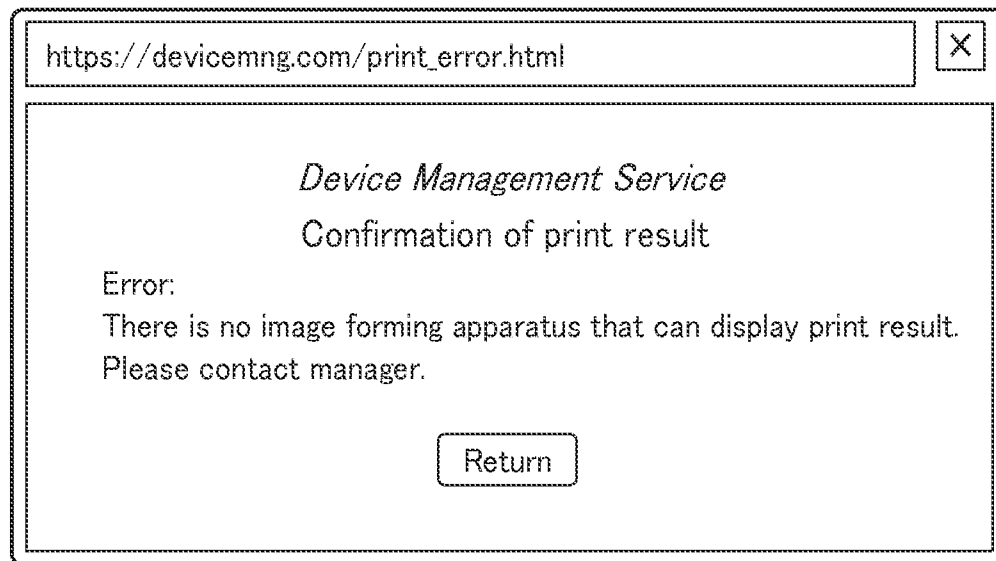 https://devicemng.com/print_error.html
Device Management Service
Confirmation of print result
Error:
There is no image forming apparatus that can display print result.
Please contact manager.
Return